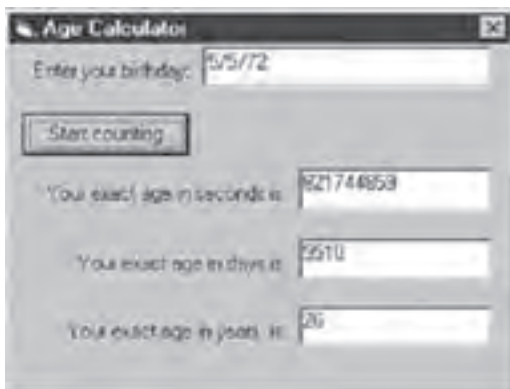 Age Calculator
Enter your birthday: 5/5/72
Start counting
Your exact age in seconds is 821744859
Your exact age in days is 9510
Your exact age in years is 26